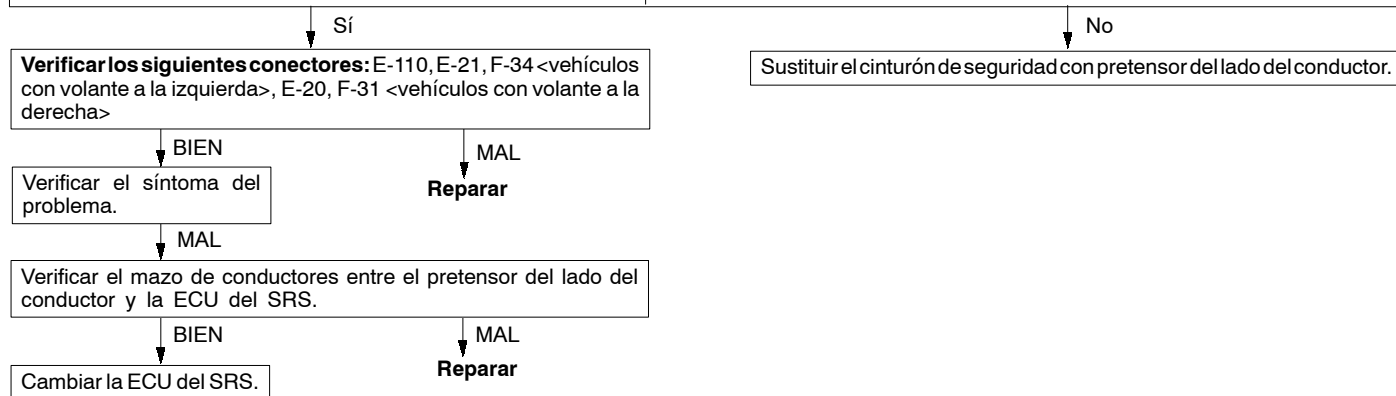 Sí
No
Verificar los siguientes conectores: E-110, E-21, F-34 <vehículos
con volante a la izquierda>, E-20, F-31 <vehículos con volante a la
derecha>
Sustituir el cinturón de seguridad con pretensor del lado del conductor.
BIEN
MAL
Verificar el síntoma del
problema.
Reparar
MAL
Verificar el mazo de conductores entre el pretensor del lado del
conductor y la ECU del SRS.
BIEN
MAL
Cambiar la ECU del SRS.
Reparar